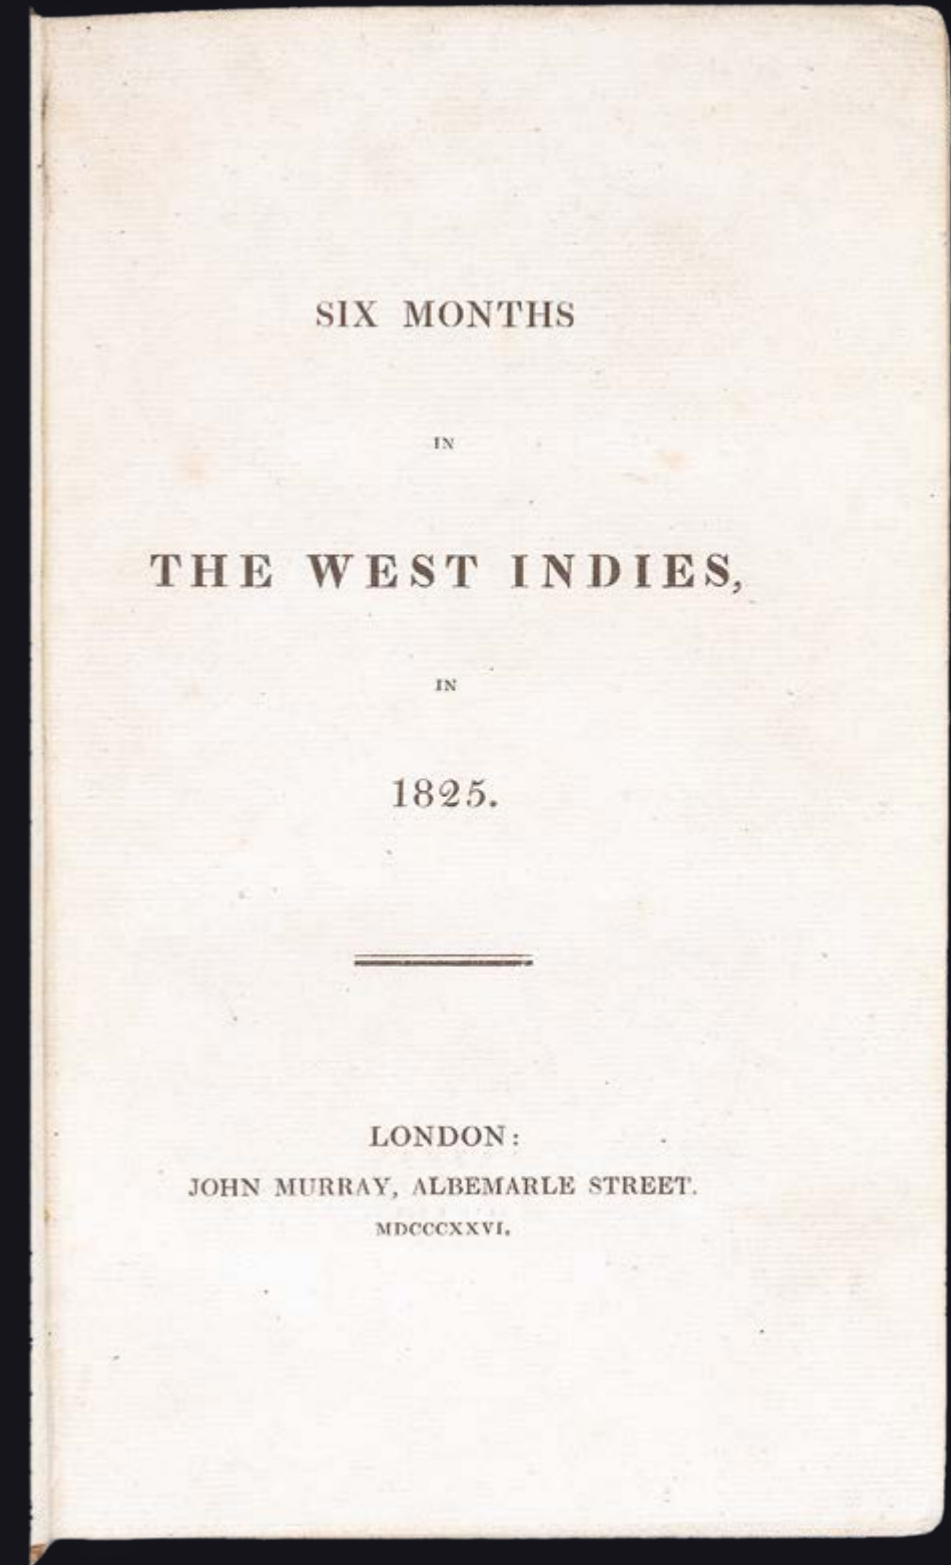 SIX MONTHS
IN
THE WEST INDIES,
IN
1825.
LONDON:
JOHN MURRAY, ALBEMARLE STREET.
MDCCCXXVI.